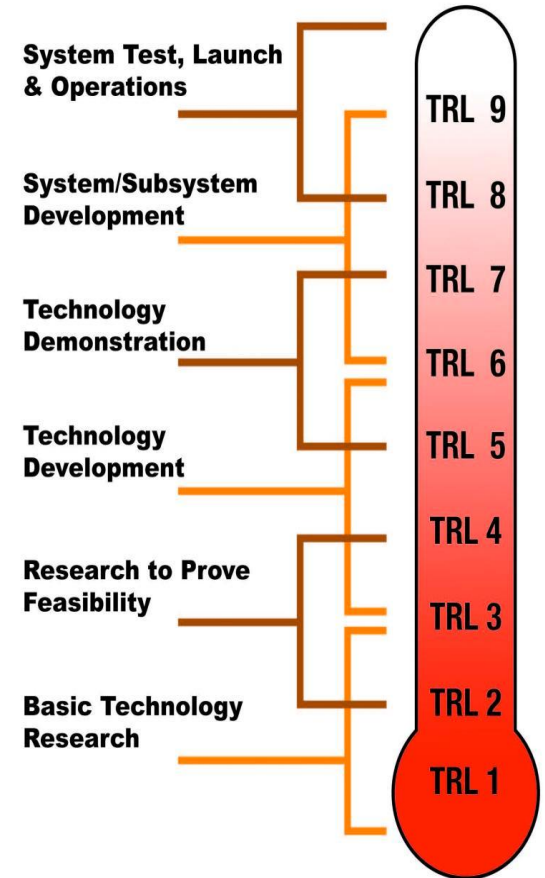 System Test, Launch
& Operations
System/Subsystem
Development
Technology
Demonstration
Technology
Development
Research to Prove
Feasibility
Basic Technology
Research
TRL 9
TRL 8
TRL 7
TRL 6
TRL 5
TRL 4
TRL 3
TRL 2
TRL 1